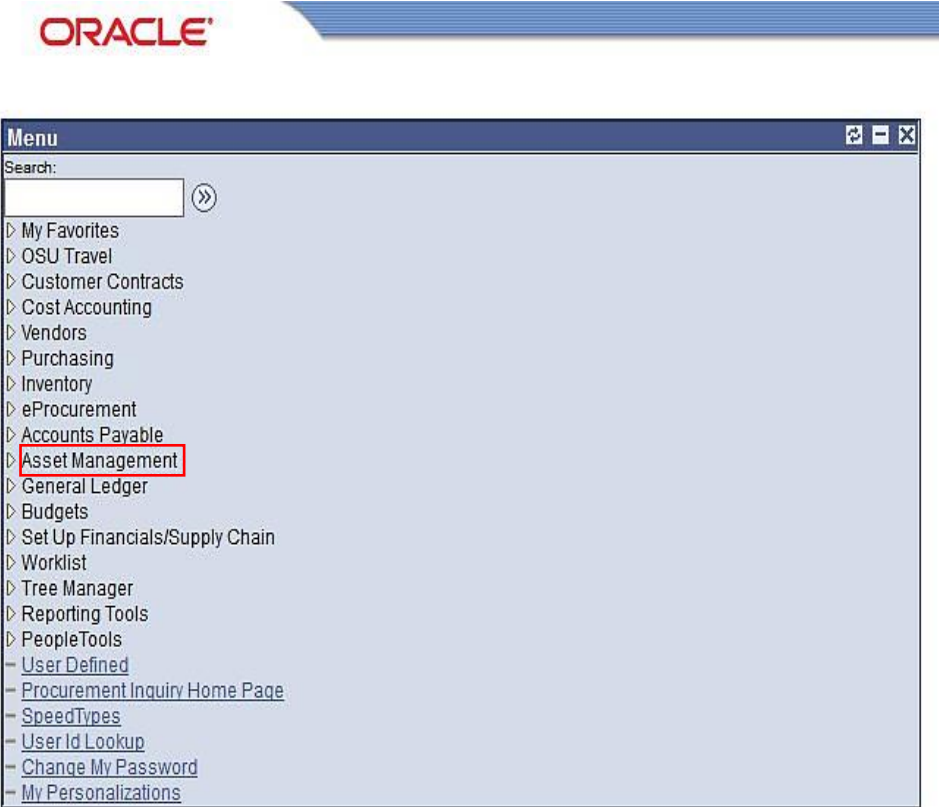 ORACLE
Menu
Search:
My Favorites
OSU Travel
Customer Contracts
Cost Accounting
Vendors
Purchasing
Inventory
eProcurement
Accounts Payable
Asset Management
General Ledger
Budgets
Set Up Financials/Supply Chain
Worklist
Tree Manager
Reporting Tools
PeopleTools
User Defined
Procurement Inquiry Home Page
SpeedTypes
User Id Lookup
Change My Password
My Personalizations